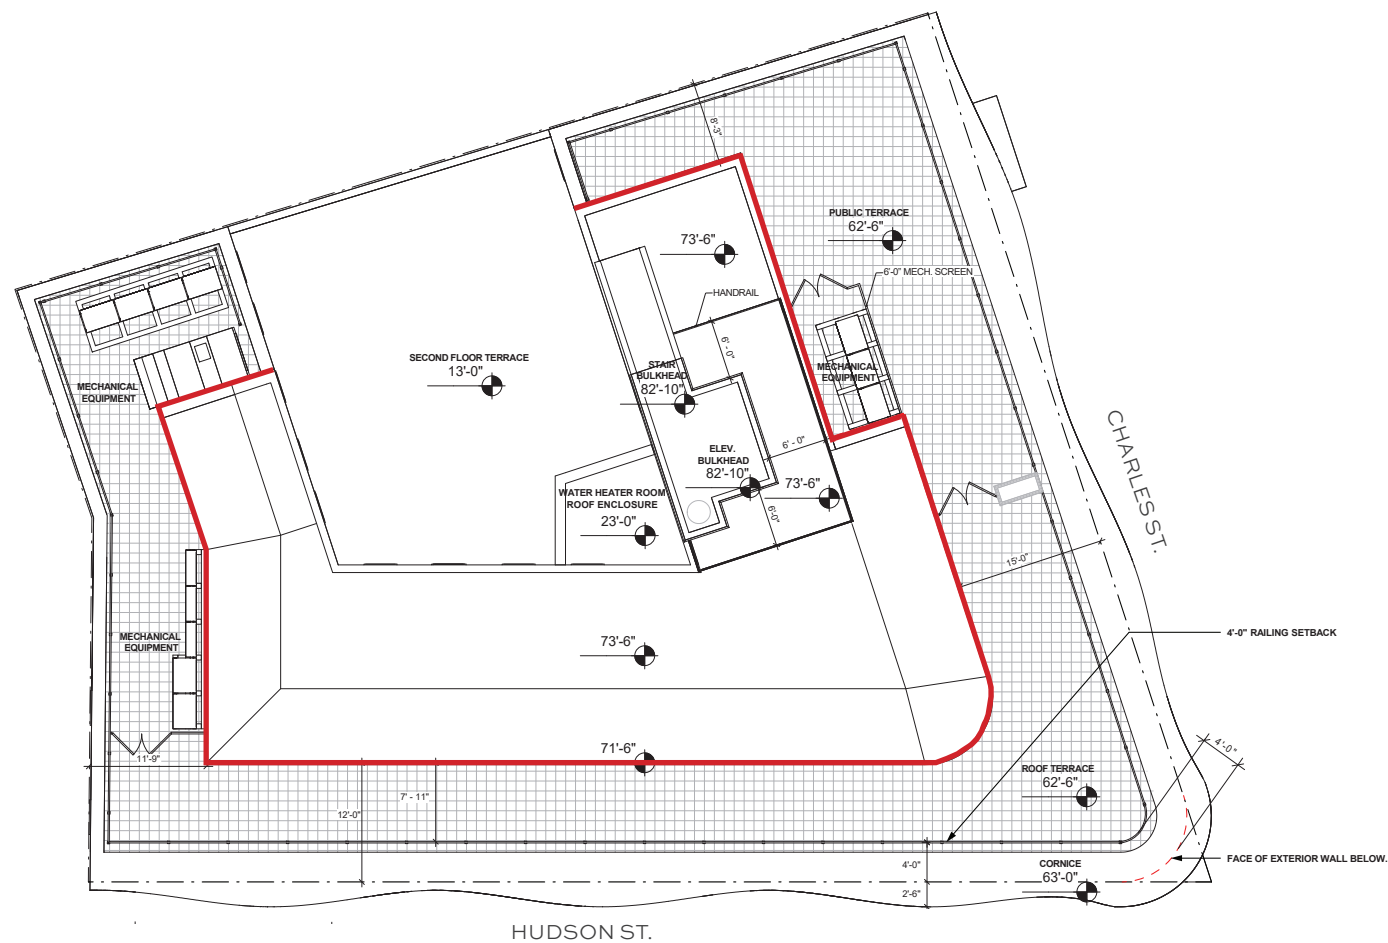 8'-3"
PUBLIC TERRACE
62'-6"
73'-6"
6'-0" MECH. SCREEN
HANDRAIL
6' - 0"
SECOND FLOOR TERRACE
13'-0"
STAIR
BULKHEAD
82'-10"
MECHANICAL
EQUIPMENT
MECHANICAL
EQUIPMENT
CHARLES ST.
ELEV.
BULKHEAD
82'-10"
6' - 0"
73'-6"
WATER HEATER ROOM
ROOF ENCLOSURE
23'-0"
6'-0"
15'-0"
MECHANICAL
EQUIPMENT
73'-6"
4'-0" RAILING SETBACK
71'-6"
11'-9"
4'-0"
ROOF TERRACE
62'-6"
7' - 11"
12'-0"
4'-0"
CORNICE
63'-0"
FACE OF EXTERIOR WALL BELOW.
2'-6"
HUDSON ST.